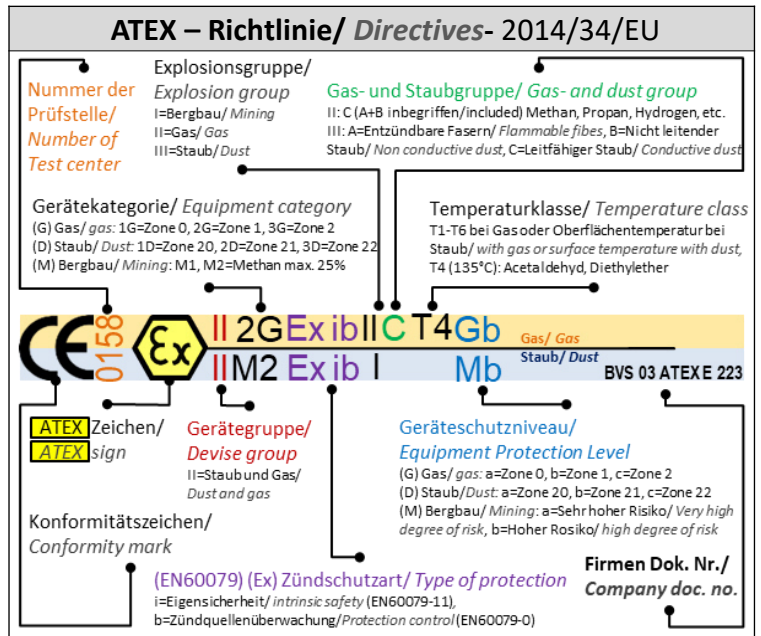 ATEX – Richtlinie/ Directives- 2014/34/EU
Nummer der
Prüfstelle/
Number of
Test center
Explosionsgruppe/
Explosion group
I=Bergbau/ Mining
II=Gas/ Gas
III=Staub/ Dust
Gas- und Staubgruppe/ Gas- and dust group
II: C (A+B inbegriffen/included) Methan, Propan, Hydrogen, etc.
III: A=Entzündbare Fasern/ Flammable fibes, B=Nicht leitender
Staub/ Non conductive dust, C=Leitfähiger Staub/ Conductive dust
Gerätekategorie/ Equipment category
(G) Gas/ gas: 1G=Zone 0, 2G=Zone 1, 3G=Zone 2
(D) Staub/ Dust: 1D=Zone 20, 2D=Zone 21, 3D=Zone 22
(M) Bergbau/ Mining: M1, M2=Methan max. 25%
Temperaturklasse/ Temperature class
T1-T6 bei Gas oder Oberflächentemperatur bei
Staub/ with gas or surface temperature with dust,
T4 (135°C): Acetaldehyd, Diethylether
CE 0158 Ex II 2G Ex ib II C T4 Gb
Gas/ Gas
II M2 Ex ib I Mb
Staub/ Dust
BVS 03 ATEX E 223
ATEX Zeichen/
ATEX sign
Gerätegruppe/
Devise group
II=Staub und Gas/
Dust and gas
Geräteschutzniveau/
Equipment Protection Level
(G) Gas/ gas: a=Zone 0, b=Zone 1, c=Zone 2
(D) Staub/Dust: a=Zone 20, b=Zone 21, c=Zone 22
(M) Bergbau/ Mining: a=Sehr hoher Risiko/ Very high
degree of risk, b=Hoher Rosiko/ high degree of risk
Konformitätszeichen/
Conformity mark
(EN60079) (Ex) Zündschutzart/ Type of protection
i=Eigensicherheit/ intrinsic safety (EN60079-11),
b=Zündquellenüberwachung/Protection control (EN60079-0)
Firmen Dok. Nr./
Company doc. no.